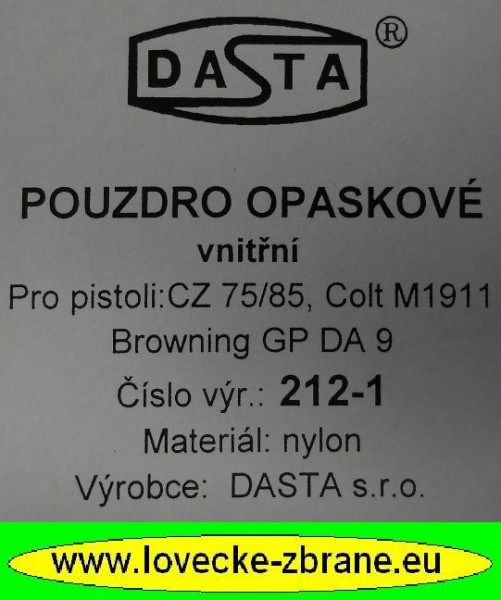 DASTA ®
POUZDRO OPASKOVÉ
vnitřní
Pro pistoli:CZ 75/85, Colt M1911
Browning GP DA 9
Číslo výr.: 212-1
Materiál: nylon
Výrobce: DASTA s.r.o.
www.lovecke-zbrane.eu